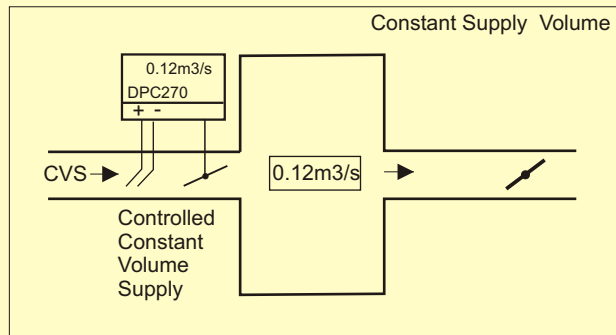 Constant Supply Volume
0.12m3/s
DPC270
+ -
CVS
0.12m3/s
Controlled
Constant
Volume
Supply